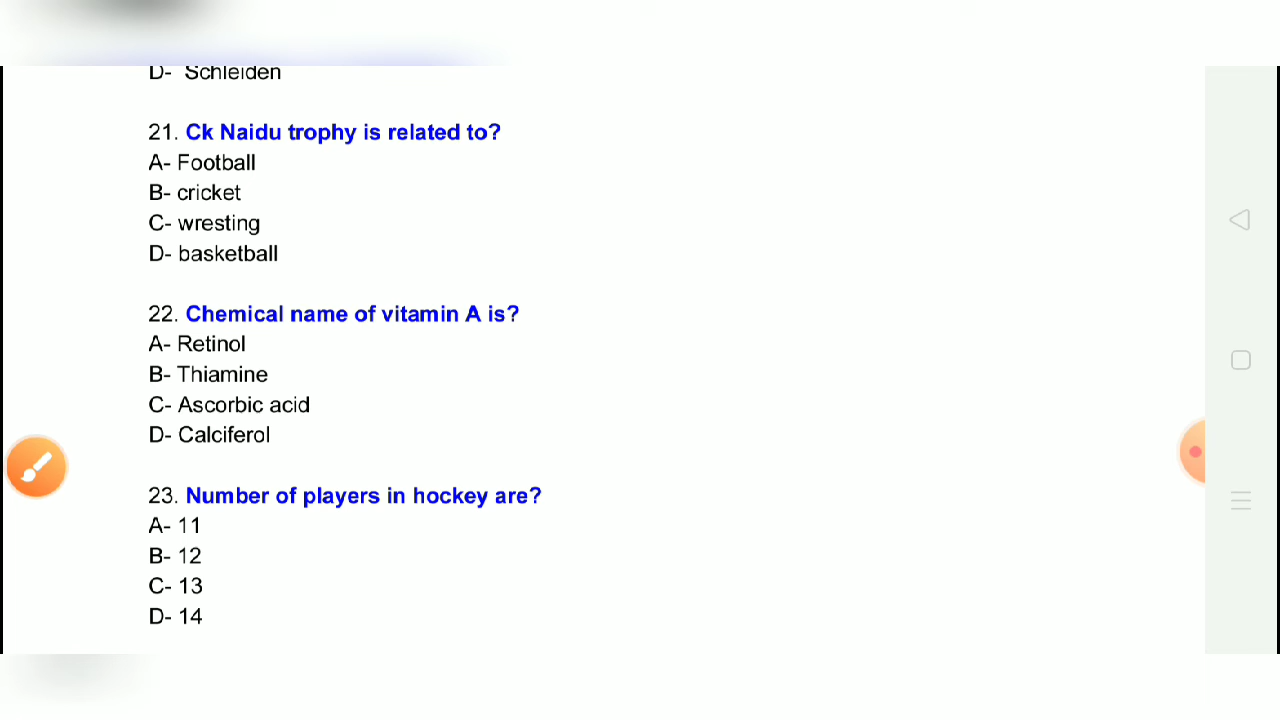 D- Schleiden
21. Ck Naidu trophy is related to?
A- Football
B- cricket
C- wresting
D- basketball
22. Chemical name of vitamin A is?
A- Retinol
B- Thiamine
C- Ascorbic acid
D- Calciferol
23. Number of players in hockey are?
A- 11
B- 12
C- 13
D- 14